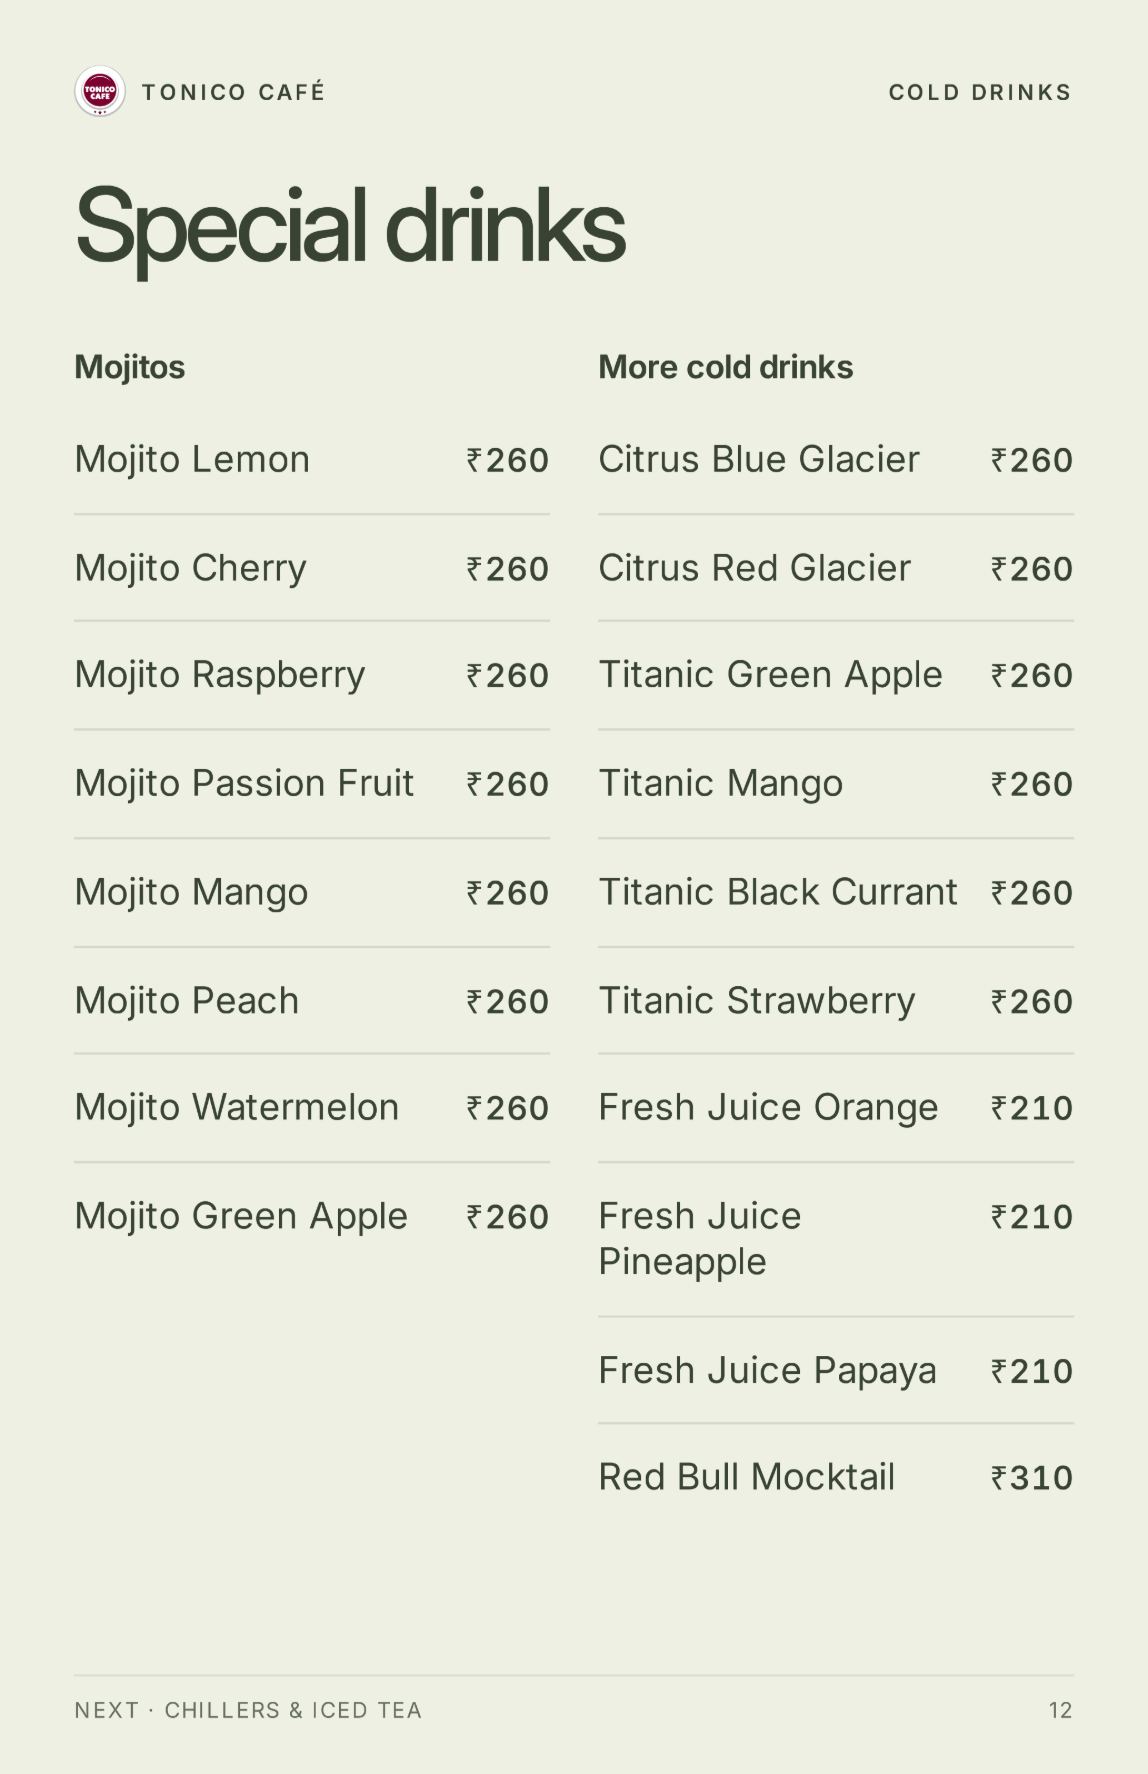 TONICO CAFE
TONICO CAFÉ
COLD DRINKS
Special drinks
Mojitos
Mojito Lemon ₹260
Mojito Cherry ₹260
Mojito Raspberry ₹260
Mojito Passion Fruit ₹260
Mojito Mango ₹260
Mojito Peach ₹260
Mojito Watermelon ₹260
Mojito Green Apple ₹260
More cold drinks
Citrus Blue Glacier ₹260
Citrus Red Glacier ₹260
Titanic Green Apple ₹260
Titanic Mango ₹260
Titanic Black Currant ₹260
Titanic Strawberry ₹260
Fresh Juice Orange ₹210
Fresh Juice ₹210
Pineapple
Fresh Juice Papaya ₹210
Red Bull Mocktail ₹310
NEXT · CHILLERS & ICED TEA
12